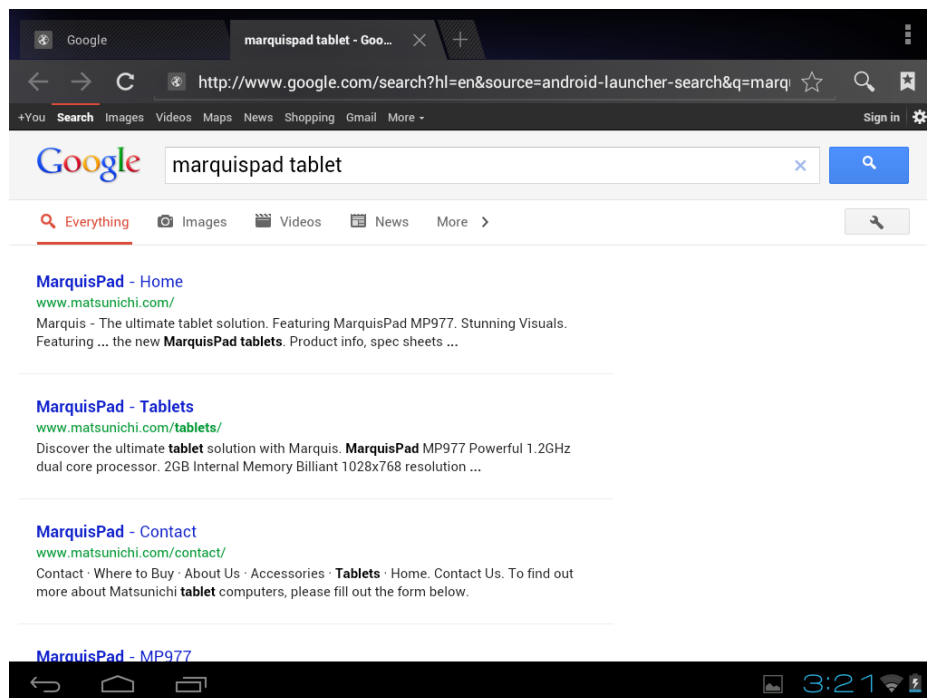 Google
marquispad tablet - Goo...
http://www.google.com/search?hl=en&source=android-launcher-search&q=marq
+You Search Images Videos Maps News Shopping Gmail More
Sign in
Google
marquispad tablet
Everything Images Videos News More
MarquisPad - Home
www.matsunichi.com/
Marquis - The ultimate tablet solution. Featuring MarquisPad MP977. Stunning Visuals.
Featuring ... the new MarquisPad tablets. Product info, spec sheets ...
MarquisPad - Tablets
www.matsunichi.com/tablets/
Discover the ultimate tablet solution with Marquis. MarquisPad MP977 Powerful 1.2GHz
dual core processor. 2GB Internal Memory Billiant 1028x768 resolution ...
MarquisPad - Contact
www.matsunichi.com/contact/
Contact · Where to Buy · About Us · Accessories · Tablets · Home. Contact Us. To find out
more about Matsunichi tablet computers, please fill out the form below.
MarquisPad - MP977
3:21